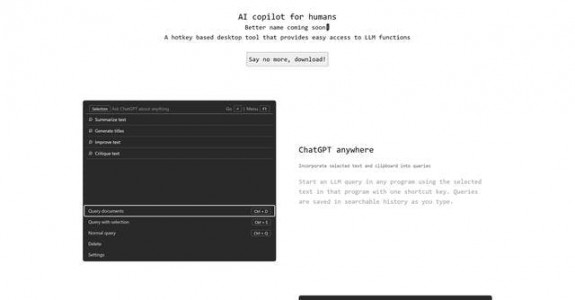 AI copilot for humans
Better name coming soon
A hotkey based desktop tool that provides easy access to LLM functions
Say no more, download!
Selection Ask ChatGPT about anything Go Menu F1
Summarize text
Generate titles
Improve text
Critique text
ChatGPT anywhere
Incorporate selected text and clipboard into queries
Start an LLM query in any program using the selected
text in that program with one shortcut key. Queries
are saved in searchable history as you type.
Query documents Ctrl + D
Query with selection Ctrl + S
Normal query Ctrl + Q
Delete
Settings